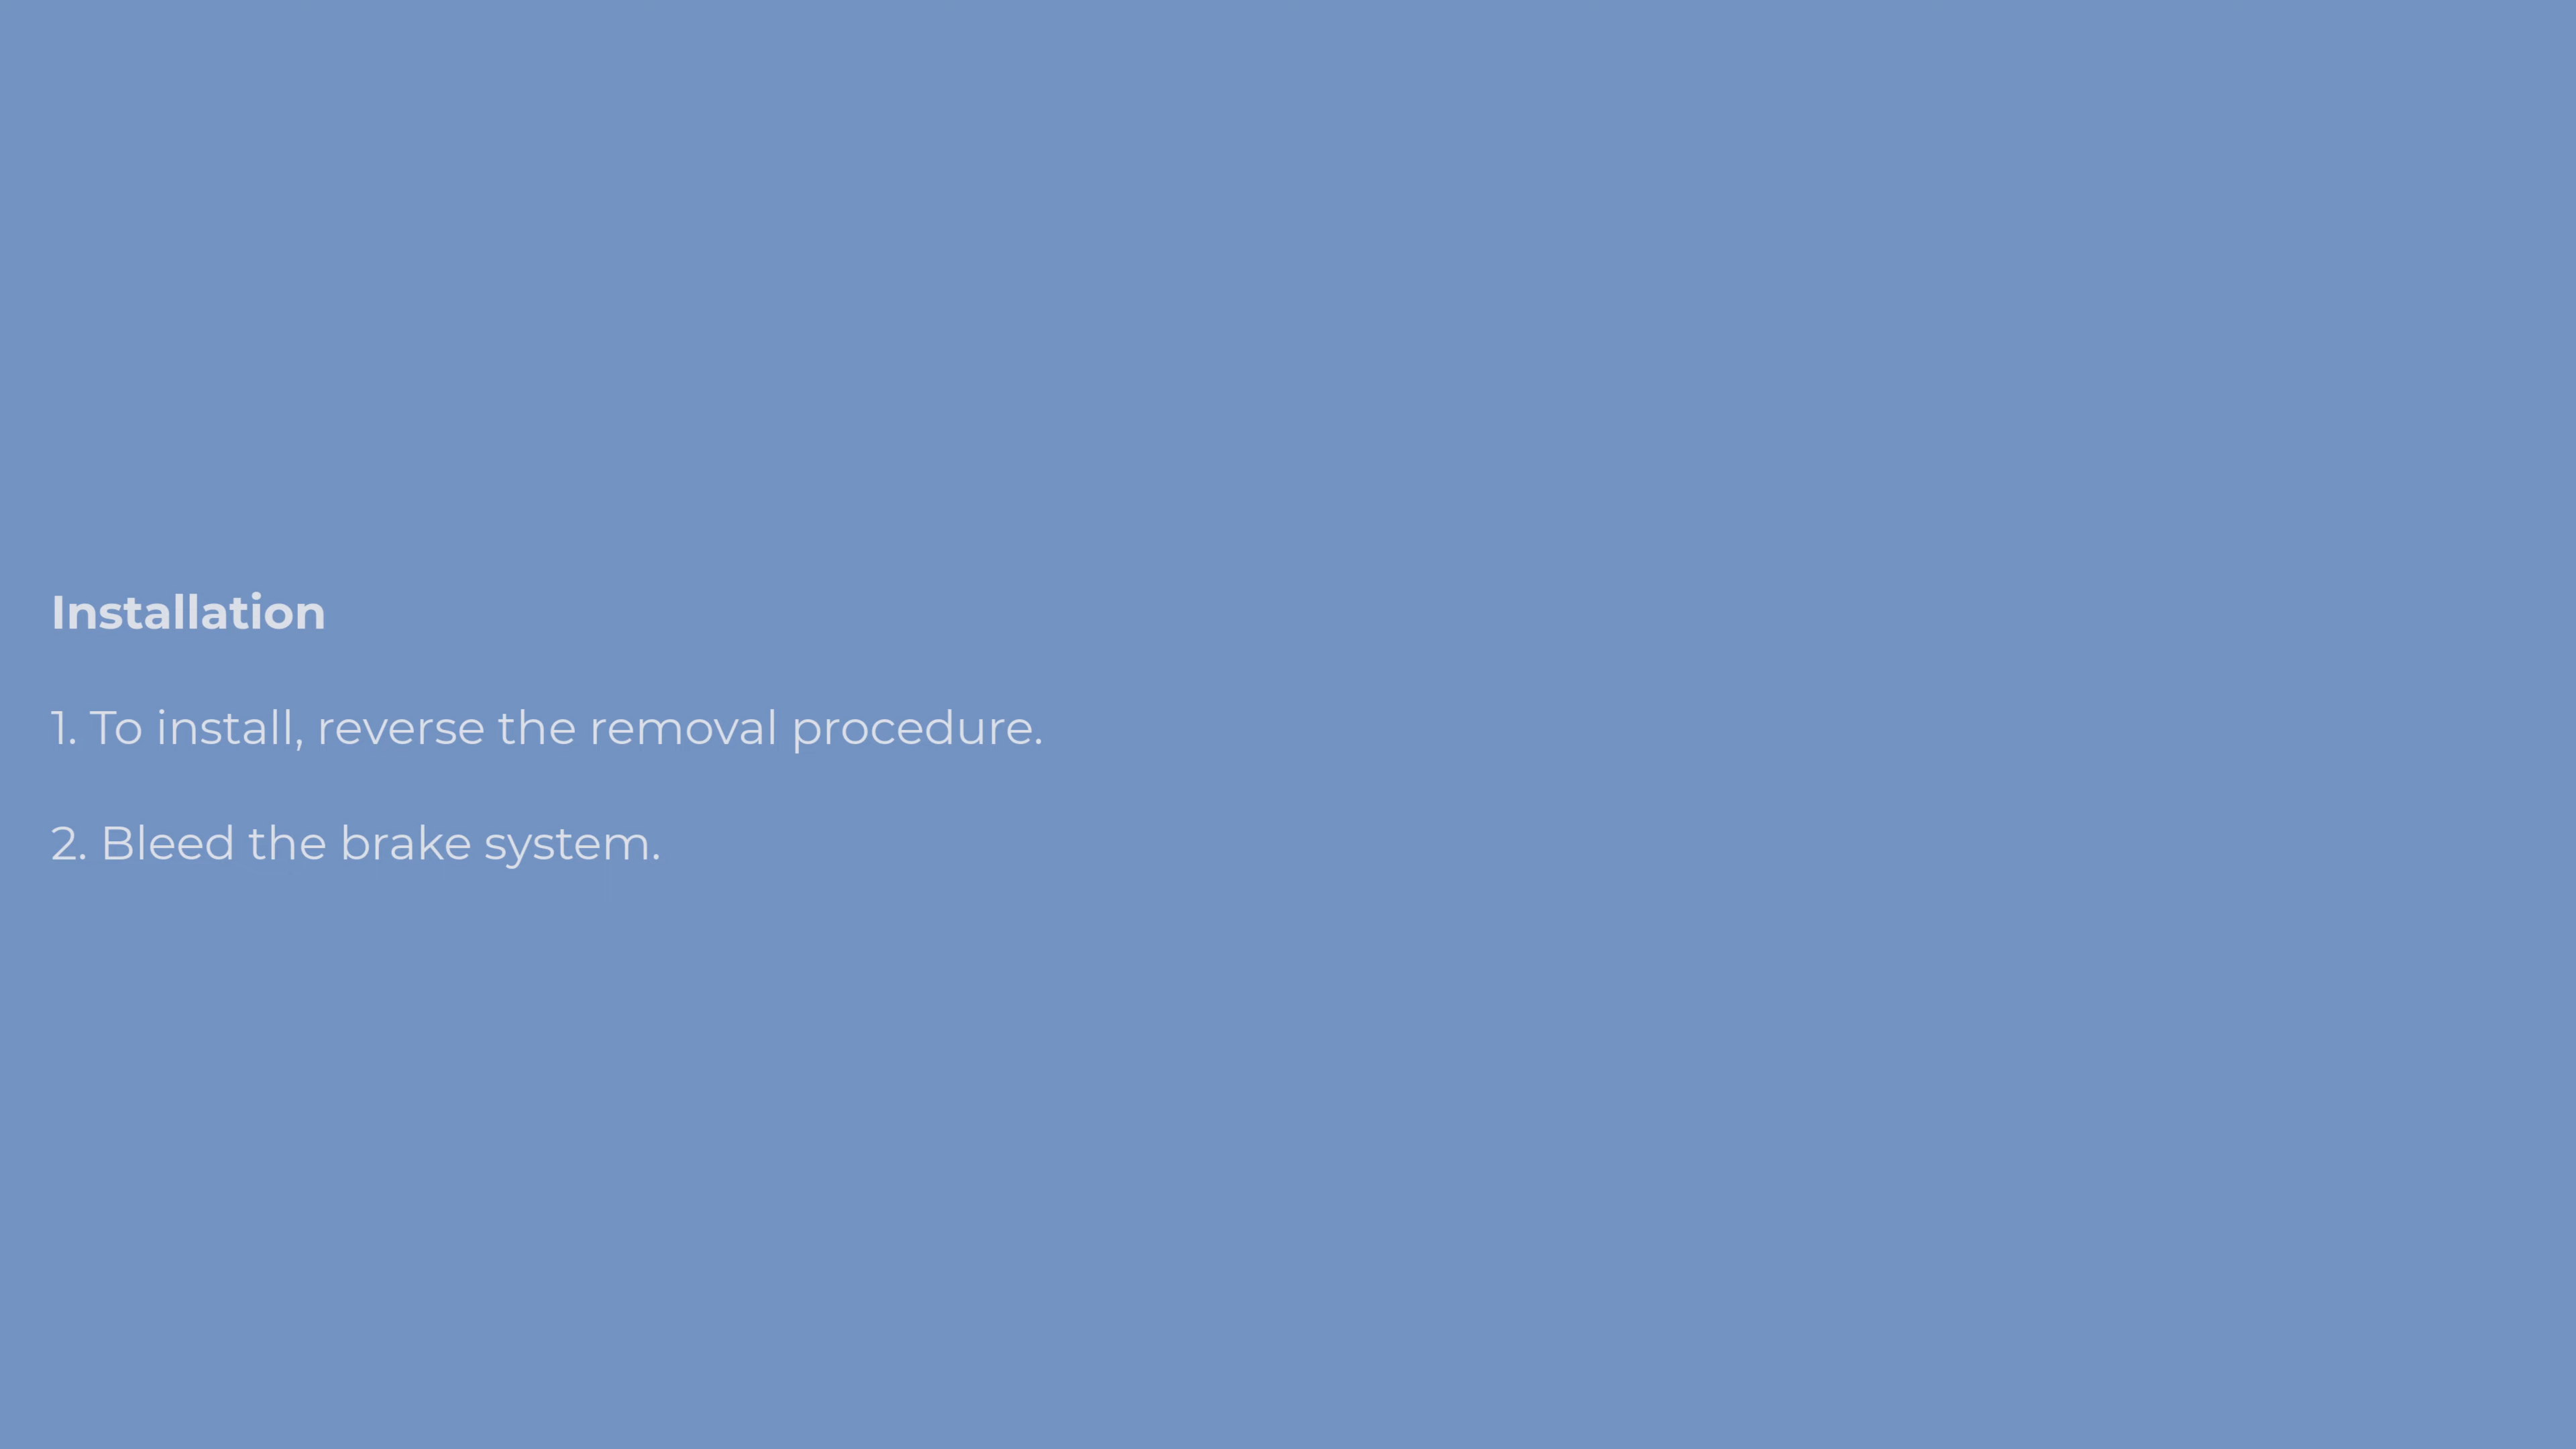 Installation
1. To install, reverse the removal procedure.
2. Bleed the brake system.